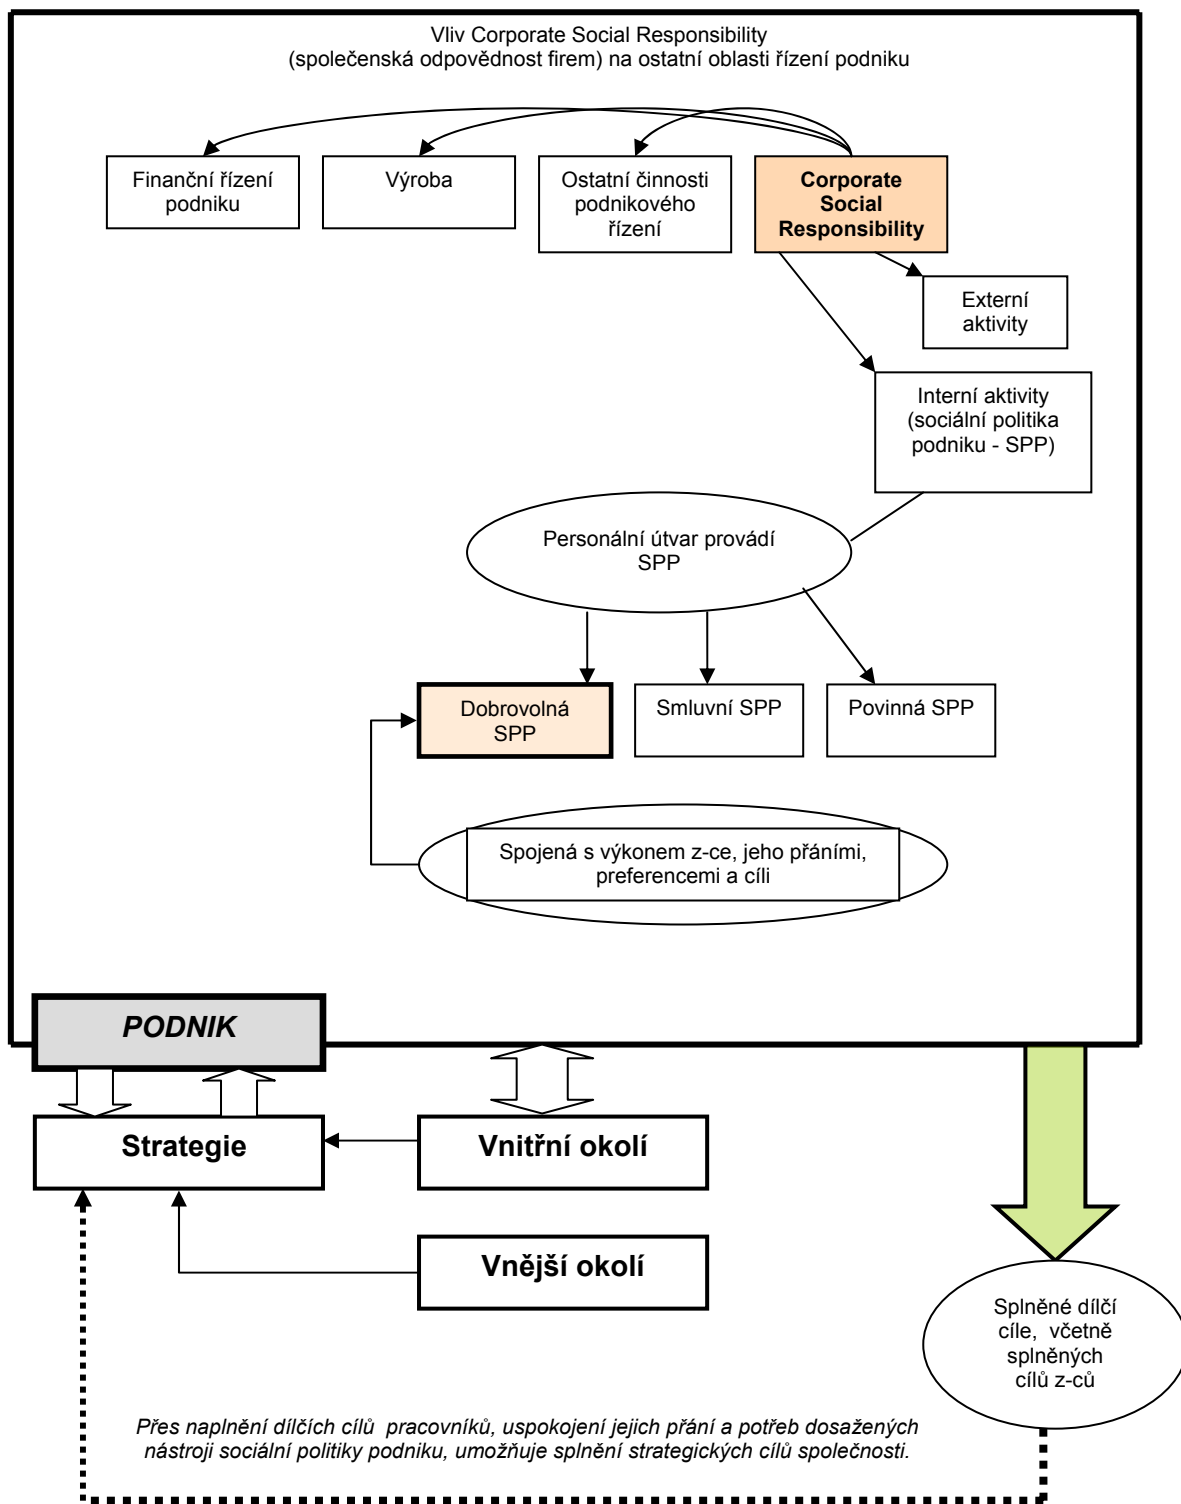 Vliv Corporate Social Responsibility
(společenská odpovědnost firem) na ostatní oblasti řízení podniku
Finanční řízení
podniku
Výroba
Ostatní činnosti
podnikového
řízení
Corporate
Social
Responsibility
Externí
aktivity
Interní aktivity
(sociální politika
podniku - SPP)
Personální útvar provádí
SPP
Dobrovolná
SPP
Smluvní SPP
Povinná SPP
Spojená s výkonem z-ce, jeho přáními,
preferencemi a cíli
PODNIK
Strategie
Vnitřní okolí
Vnější okolí
Splněné dílčí
cíle, včetně
splněných
cílů z-ců
Přes naplnění dílčích cílů pracovníků, uspokojení jejich přání a potřeb dosažených
nástroji sociální politiky podniku, umožňuje splnění strategických cílů společnosti.